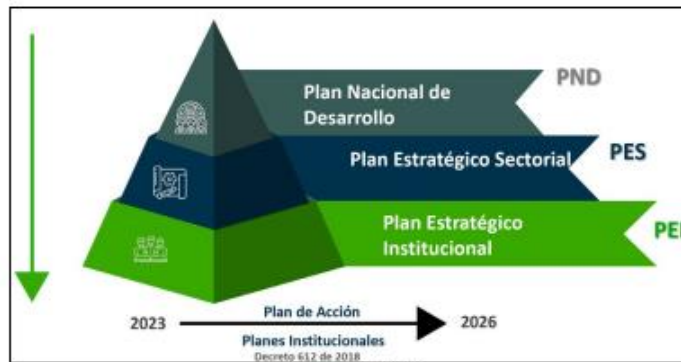 Plan Nacional de
Desarrollo
PND
Plan Estratégico Sectorial
PES
Plan Estratégico
Institucional
PEI
2023
Plan de Acción
2026
Planes Institucionales
Decreto 612 de 2018